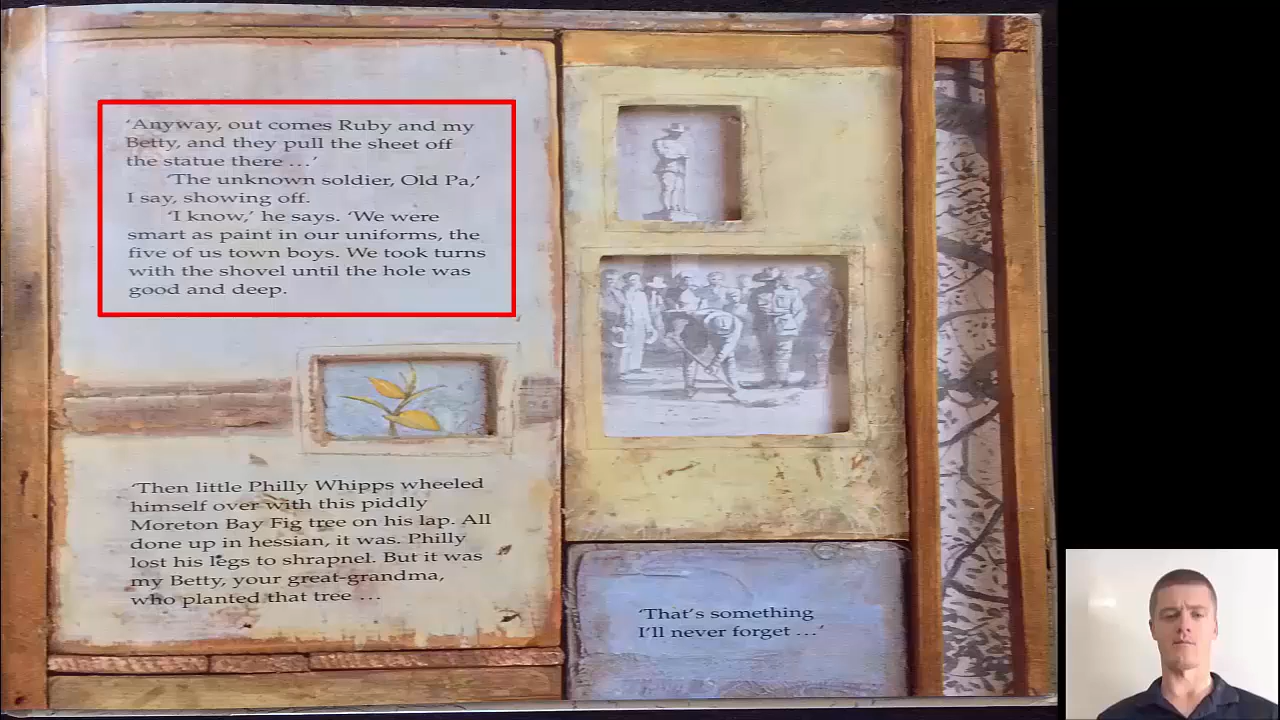 ‘Anyway, out comes Ruby and my
Betty, and they pull the sheet off
the statue there …’
‘The unknown soldier, Old Pa,’
I say, showing off.
‘I know,’ he says. ‘We were
smart as paint in our uniforms, the
five of us town boys. We took turns
with the shovel until the hole was
good and deep.
‘Then little Philly Whipps wheeled
himself over with this piddly
Moreton Bay Fig tree on his lap. All
done up in hessian, it was. Philly
lost his legs to shrapnel. But it was
my Betty, your great-grandma,
who planted that tree …
‘That’s something
I’ll never forget …’